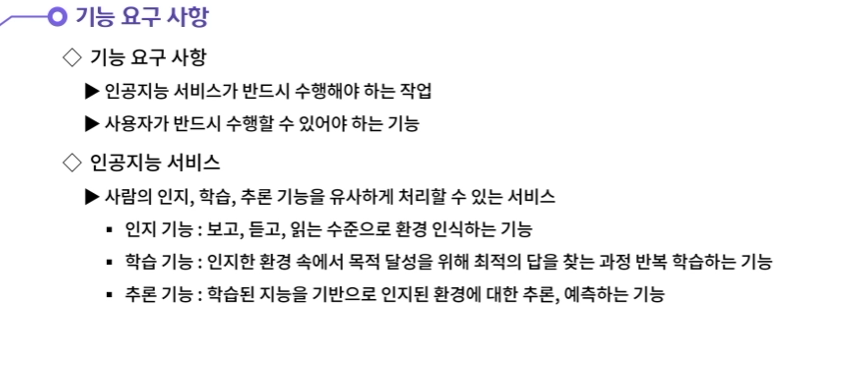 기능 요구 사항
◇ 기능 요구 사항
▶ 인공지능 서비스가 반드시 수행해야 하는 작업
▶ 사용자가 반드시 수행할 수 있어야 하는 기능
◇ 인공지능 서비스
▶ 사람의 인지, 학습, 추론 기능을 유사하게 처리할 수 있는 서비스
▪ 인지 기능 : 보고, 듣고, 읽는 수준으로 환경 인식하는 기능
▪ 학습 기능 : 인지한 환경 속에서 목적 달성을 위해 최적의 답을 찾는 과정 반복 학습하는 기능
▪ 추론 기능 : 학습된 지능을 기반으로 인지된 환경에 대한 추론, 예측하는 기능